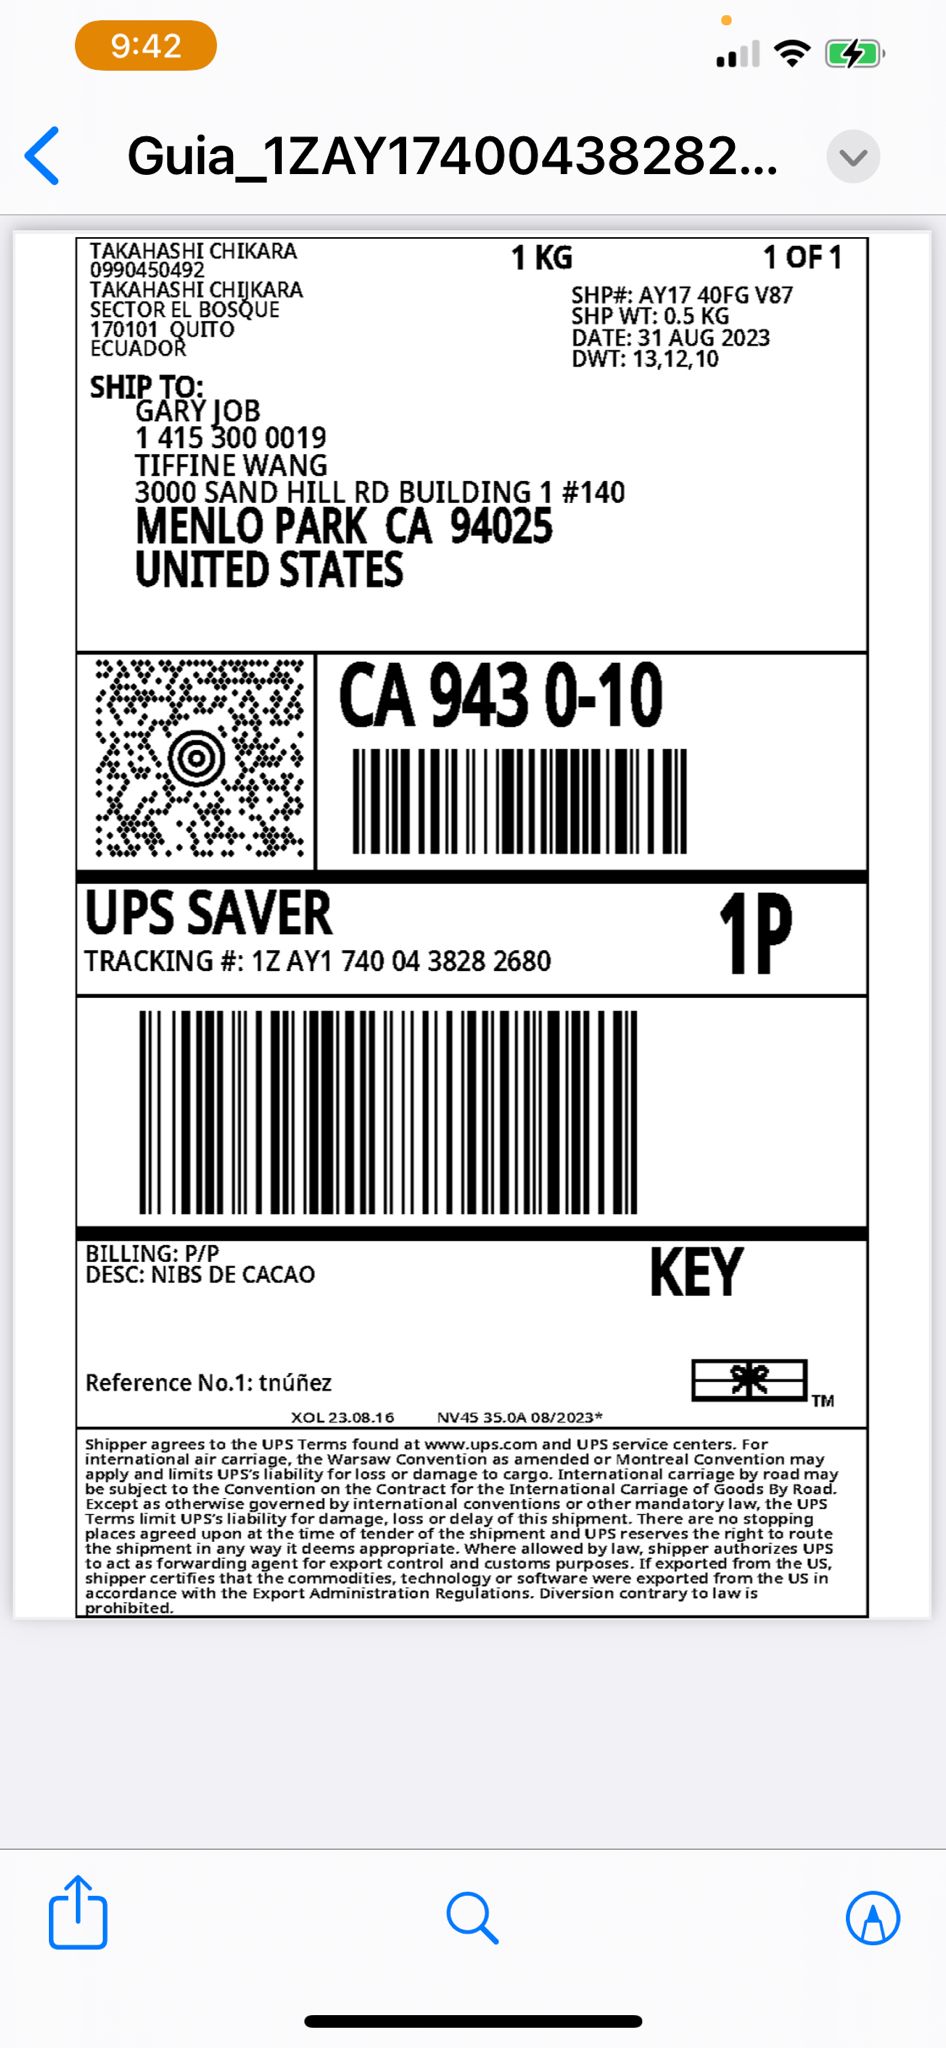 9:42
Guia_1ZAY17400438282...
TAKAHASHI CHIKARA
0990450492
TAKAHASHI CHIJKARA
SECTOR EL BOSQUE
170101 QUITO
ECUADOR
1 KG
1 OF 1
SHP#: AY17 40FG V87
SHP WT: 0.5 KG
DATE: 31 AUG 2023
DWT: 13,12,10
SHIP TO:
GARY JOB
1 415 300 0019
TIFFINE WANG
3000 SAND HILL RD BUILDING 1 #140
MENLO PARK CA 94025
UNITED STATES
CA 943 0-10
UPS SAVER
TRACKING #: 1Z AY1 740 04 3828 2680
1P
BILLING: P/P
DESC: NIBS DE CACAO
KEY
Reference No.1: tnúñez
TM
XOL 23.08.16 NV45 35.0A 08/2023*
Shipper agrees to the UPS Terms found at www.ups.com and UPS service centers. For
international air carriage, the Warsaw Convention as amended or Montreal Convention may
apply and limits UPS's liability for loss or damage to cargo. International carriage by road may
be subject to the Convention on the Contract for the International Carriage of Goods By Road.
Except as otherwise governed by international conventions or other mandatory law, the UPS
Terms limit UPS's liability for damage, loss or delay of this shipment. There are no stopping
places agreed upon at the time of tender of the shipment and UPS reserves the right to route
the shipment in any way it deems appropriate. Where allowed by law, shipper authorizes UPS
to act as forwarding agent for export control and customs purposes. If exported from the US,
shipper certifies that the commodities, technology or software were exported from the US in
accordance with the Export Administration Regulations. Diversion contrary to law is
prohibited.